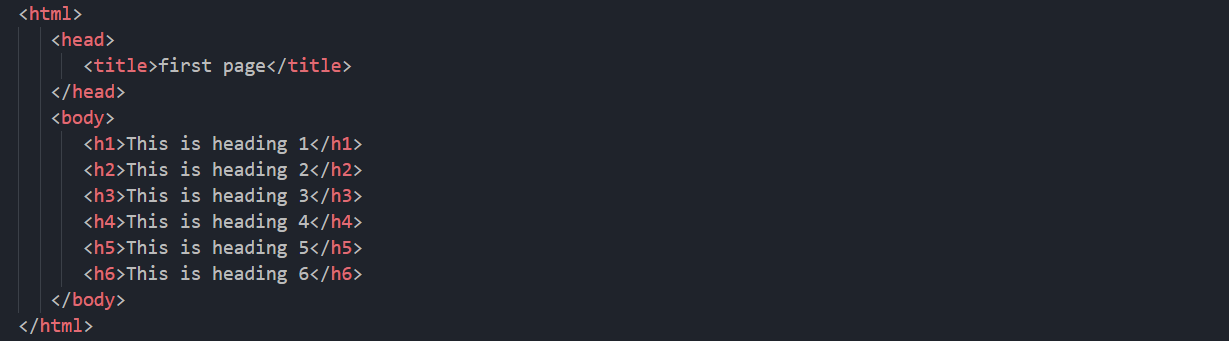 <html>
<head>
<title>first page</title>
</head>
<body>
<h1>This is heading 1</h1>
<h2>This is heading 2</h2>
<h3>This is heading 3</h3>
<h4>This is heading 4</h4>
<h5>This is heading 5</h5>
<h6>This is heading 6</h6>
</body>
</html>